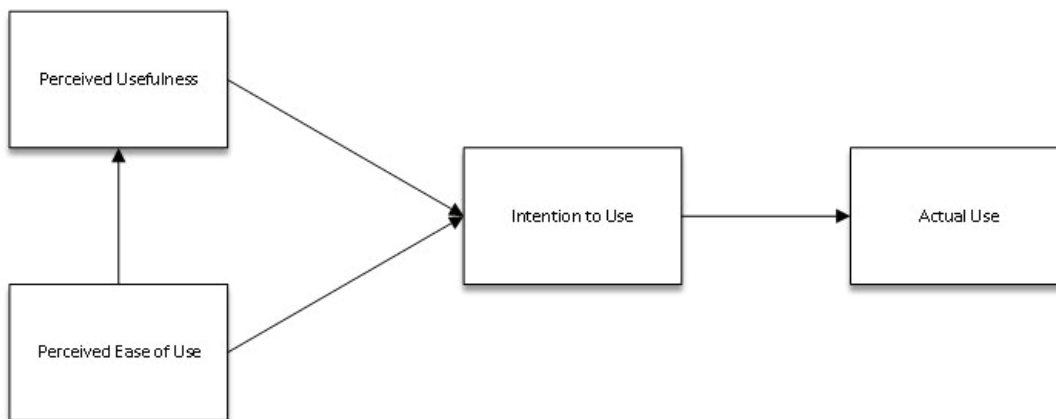 Perceived Usefulness
Intention to Use
Actual Use
Perceived Ease of Use